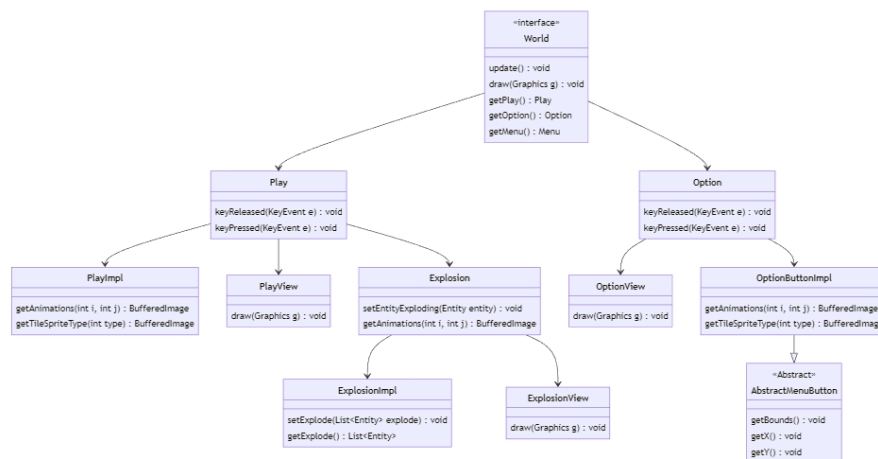 «interface»
World
update() : void
draw(Graphics g) : void
getPlay() : Play
getOption() : Option
getMenu() : Menu
Play
keyReleased(KeyEvent e) : void
keyPressed(KeyEvent e) : void
Option
keyReleased(KeyEvent e) : void
keyPressed(KeyEvent e) : void
PlayImpl
getAnimations(int i, int j) : BufferedImage
getTileSpriteType(int type) : BufferedImage
PlayView
draw(Graphics g) : void
Explosion
setEntityExploding(Entity entity) : void
getAnimations(int i, int j) : BufferedImage
OptionView
draw(Graphics g) : void
OptionButtonImpl
getAnimations(int i, int j) : BufferedImage
getTileSpriteType(int type) : BufferedImag
ExplosionImpl
setExplode(List<Entity> explode) : void
getExplode() : List<Entity>
ExplosionView
draw(Graphics g) : void
«Abstract»
AbstractMenuButton
getBounds() : void
getX() : void
getY() : void